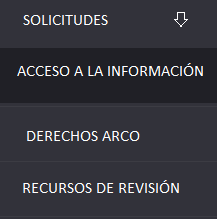 SOLICITUDES
ACCESO A LA INFORMACIÓN
DERECHOS ARCO
RECURSOS DE REVISIÓN